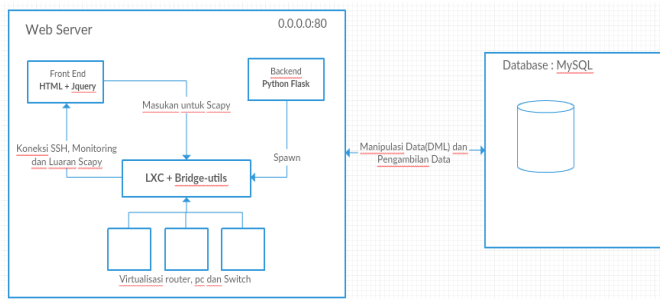 Web Server
0.0.0.0:80
Front End
HTML + Jquery
Backend
Python Flask
Masukan untuk Scapy
Koneksi SSH, Monitoring
dan Luaran Scapy
Spawn
LXC + Bridge-utils
Virtualisasi router, pc dan Switch
Manipulasi Data(DML) dan
Pengambilan Data
Database : MySQL